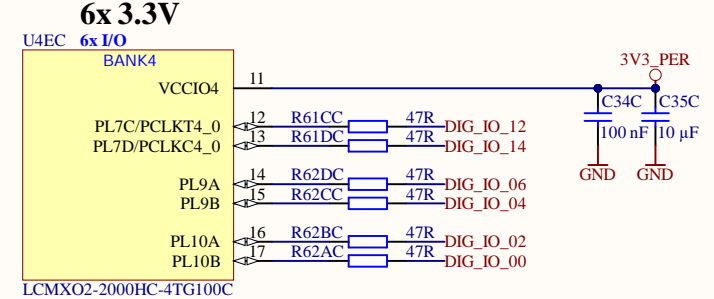 6x 3.3V
U4EC 6x I/O
BANK4
3V3_PER
VCCIO4 11
C34C C35C
100 nF 10 µF
GND GND
PL7C/PCLKT4_0 12 R61CC 47R DIG_IO_12
PL7D/PCLKC4_0 13 R61DC 47R DIG_IO_14
PL9A 14 R62DC 47R DIG_IO_06
PL9B 15 R62CC 47R DIG_IO_04
PL10A 16 R62BC 47R DIG_IO_02
PL10B 17 R62AC 47R DIG_IO_00
LCMXO2-2000HC-4TG100C